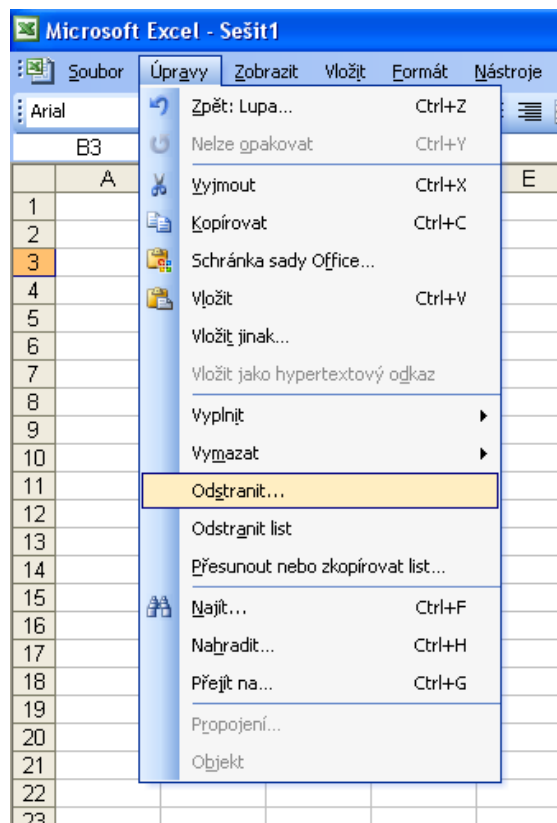 Microsoft Excel - Sešit1
Soubor Úpravy Zobrazit Vložit Formát Nástroje
Arial
B3
A E
Zpět: Lupa... Ctrl+Z
Nelze opakovat Ctrl+Y
Vyjmout Ctrl+X
Kopírovat Ctrl+C
Schránka sady Office...
Vložit Ctrl+V
Vložit jinak...
Vložit jako hypertextový odkaz
Vyplnit
Vymazat
Odstranit...
Odstranit list
Přesunout nebo zkopírovat list...
Najít... Ctrl+F
Nahradit... Ctrl+H
Přejít na... Ctrl+G
Propojení...
Objekt
1
2
3
4
5
6
7
8
9
10
11
12
13
14
15
16
17
18
19
20
21
22
23